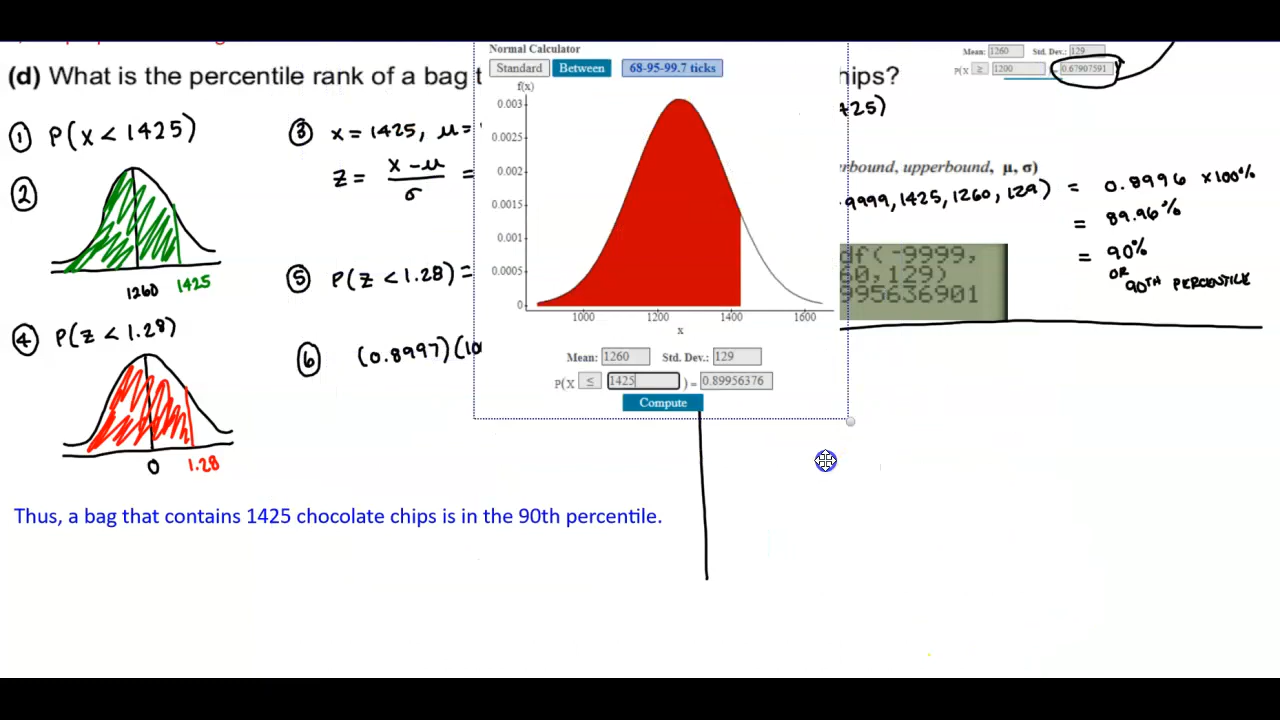 (d) What is the percentile rank of a bag t
hips?
① P(x < 1425)
②
1260 1425
④ P(z < 1.28)
0 1.28
③ x = 1425, μ =
z = x - μ / σ =
⑤ P(z < 1.28) =
⑥ (0.8997)(10
Thus, a bag that contains 1425 chocolate chips is in the 90th percentile.
Normal Calculator
Standard Between 68-95-99.7 ticks
f(x)
0.003
0.0025
0.002
0.0015
0.001
0.0005
0
1000 1200 1400 1600
x
Mean: 1260 Std. Dev.: 129
P(X ≤ 1425 ) = 0.89956376
Compute
Mean: 1260 Std. Dev.: 129
P(X ≥ 1200 0.67907591
425)
rbound, upperbound, μ, σ)
9999, 1425, 1260, 129) = 0.8996 x100%
= 89.96%
= 90%
OR
90TH PERCENTILE
df(-9999,
60,129)
995636901